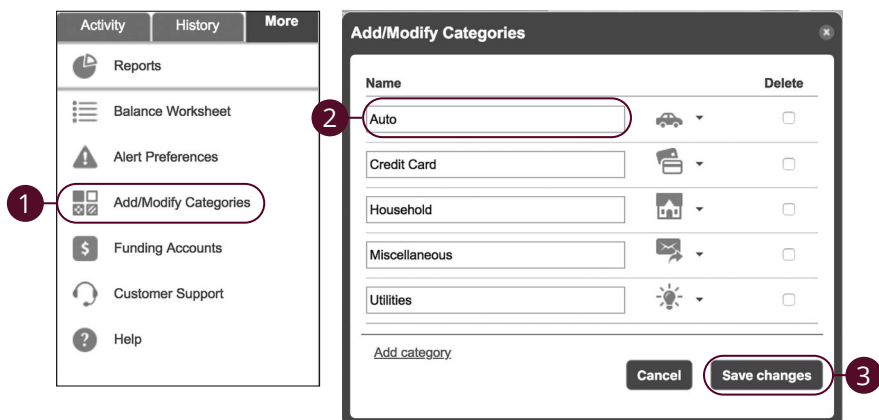 Activity
History
More
Reports
Balance Worksheet
Alert Preferences
1
Add/Modify Categories
$
Funding Accounts
Customer Support
?
Help
Add/Modify Categories
x
Name
Delete
2
Auto
Credit Card
Household
Miscellaneous
Utilities
Add category
Cancel
Save changes
3